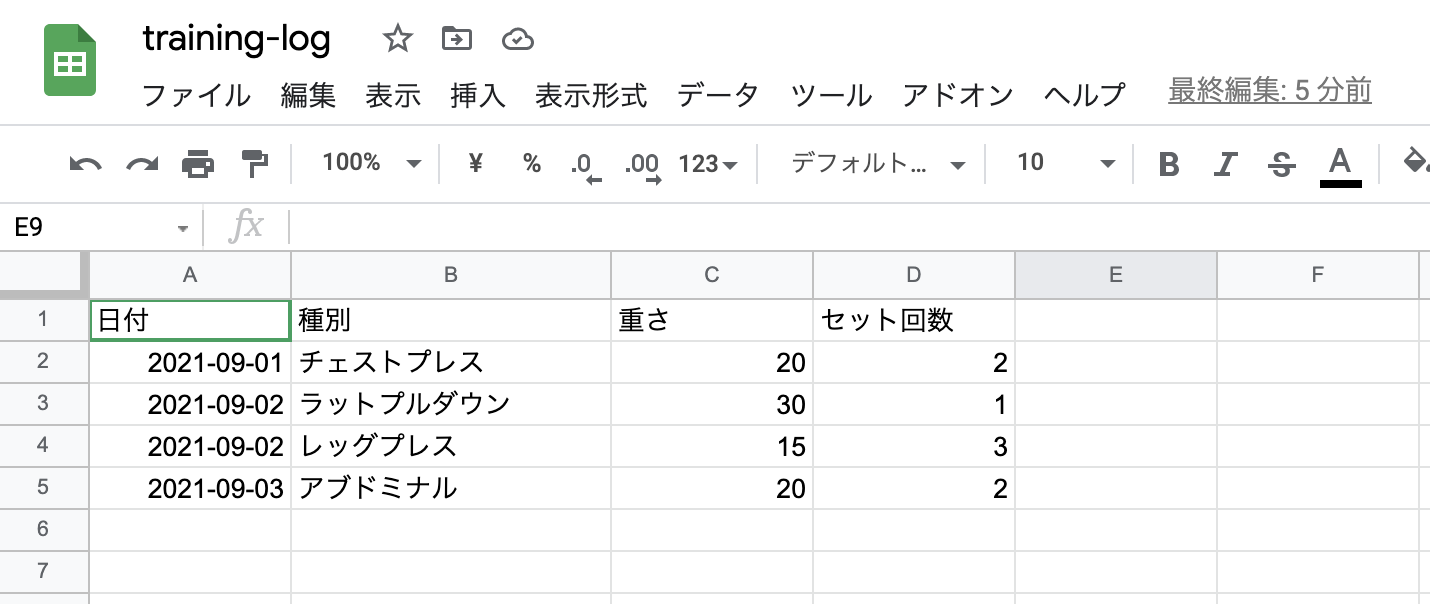 training-log
ファイル 編集 表示 挿入 表示形式 データ ツール アドオン ヘルプ 最終編集: 5 分前
100% ¥ % .0 .00 123 デフォルト... 10 B I S A
E9 fx
A B C D E F
1 日付 種別 重さ セット回数
2 2021-09-01 チェストプレス 20 2
3 2021-09-02 ラットプルダウン 30 1
4 2021-09-02 レッグプレス 15 3
5 2021-09-03 アブドミナル 20 2
6
7